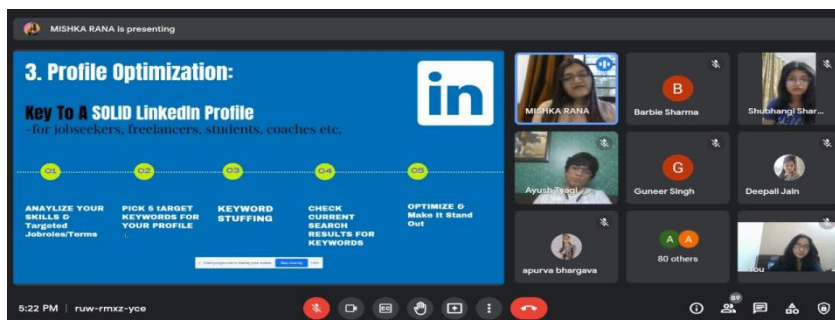 MISHKA RANA is presenting
3. Profile Optimization:
in
Key To A SOLID LinkedIn Profile
-for jobseekers, freelancers, students, coaches etc.
01 02 03 04 05
ANAYLIZE YOUR
SKILLS &
Targeted
Jobroles/Terms
PICK 5 tARGET
KEYWORDS FOR
YOUR PROFILE
KEYWORD
STUFFING
CHECK
CURRENT
SEARCH
RESULTS FOR
KEYWORDS
OPTIMIZE &
Make It Stand
Out
Stop sharing
MISHKA RANA
B
Barbie Sharma
Shubhangi Shar...
Ayush Tyagi
G
Guneer Singh
Deepali Jain
apurva bhargava
A A
80 others
You
5:22 PM | ruw-rmxz-yce
89